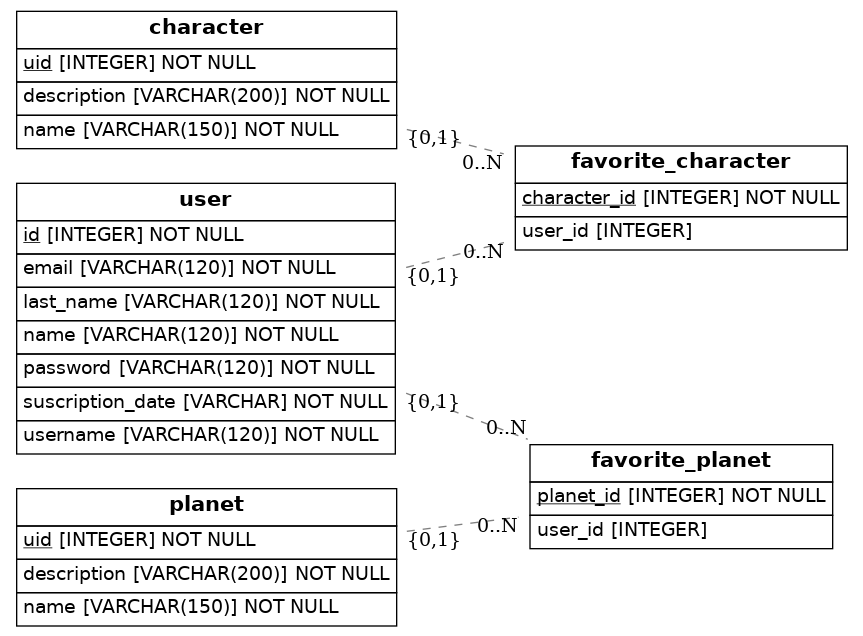 character
uid [INTEGER] NOT NULL
description [VARCHAR(200)] NOT NULL
name [VARCHAR(150)] NOT NULL
{0,1}
0..N
favorite_character
character_id [INTEGER] NOT NULL
user_id [INTEGER]
user
id [INTEGER] NOT NULL
email [VARCHAR(120)] NOT NULL
last_name [VARCHAR(120)] NOT NULL
name [VARCHAR(120)] NOT NULL
password [VARCHAR(120)] NOT NULL
suscription_date [VARCHAR] NOT NULL
username [VARCHAR(120)] NOT NULL
0..N
{0,1}
{0,1}
0..N
favorite_planet
planet_id [INTEGER] NOT NULL
user_id [INTEGER]
planet
uid [INTEGER] NOT NULL
description [VARCHAR(200)] NOT NULL
name [VARCHAR(150)] NOT NULL
0..N
{0,1}